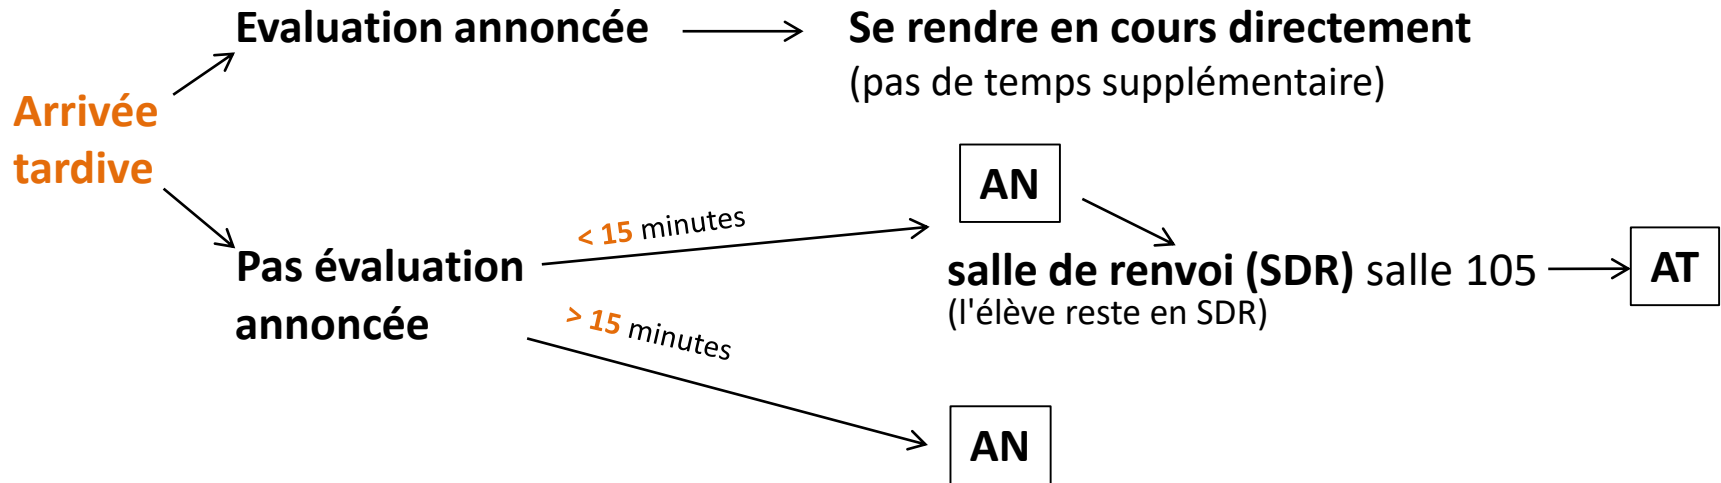 Evaluation annoncée
Se rendre en cours directement
(pas de temps supplémentaire)
Arrivée
tardive
AN
< 15 minutes
Pas évaluation
annoncée
salle de renvoi (SDR) salle 105
(l'élève reste en SDR)
AT
> 15 minutes
AN